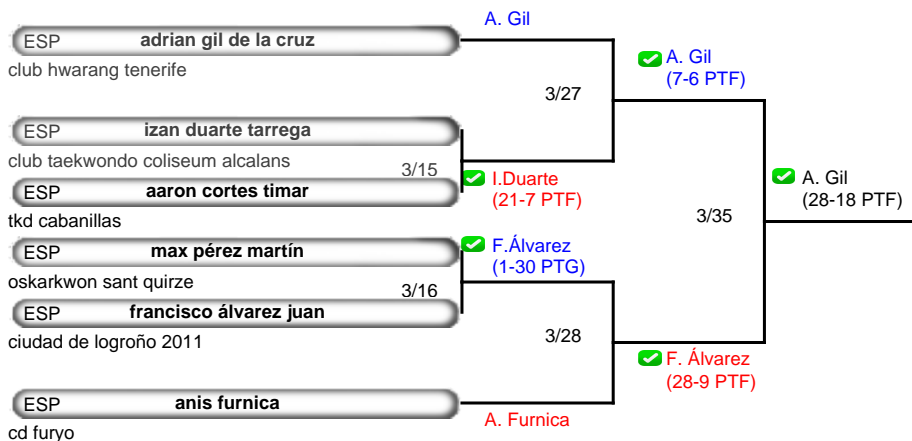 A. Gil
ESP adrian gil de la cruz
club hwarang tenerife
A. Gil
(7-6 PTF)
3/27
ESP izan duarte tarrega
club taekwondo coliseum alcalans
3/15
I.Duarte
(21-7 PTF)
A. Gil
(28-18 PTF)
ESP aaron cortes timar
tkd cabanillas
3/35
ESP max pérez martín
oskarkwon sant quirze
F.Álvarez
(1-30 PTG)
3/16
ESP francisco álvarez juan
ciudad de logroño 2011
3/28
F. Álvarez
(28-9 PTF)
ESP anis furnica
cd furyo
A. Furnica